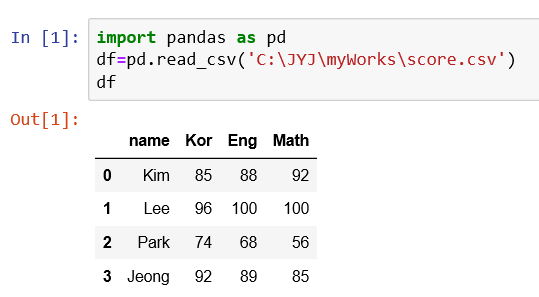 In [1]: import pandas as pd
df=pd.read_csv('C:\JYJ\myWorks\score.csv')
df
Out[1]:
name Kor Eng Math
0 Kim 85 88 92
1 Lee 96 100 100
2 Park 74 68 56
3 Jeong 92 89 85